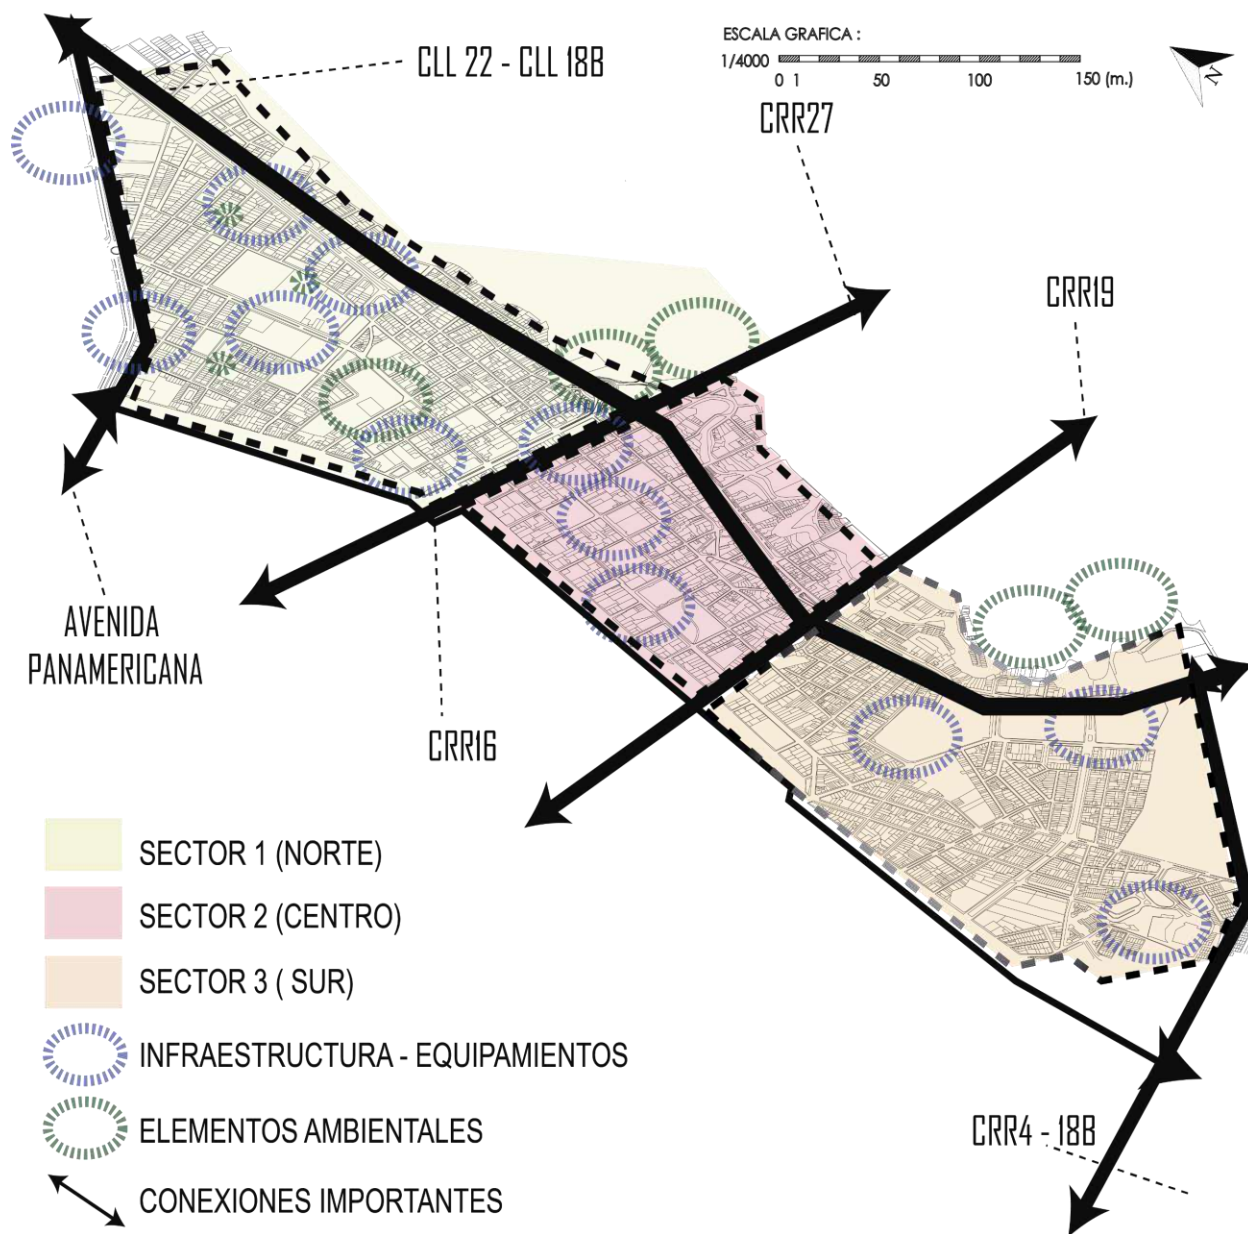 ESCALA GRAFICA :
1/4000
0 1 50 100 150 (m.)
N
CLL 22 - CLL 18B
CRR27
CRR19
AVENIDA
PANAMERICANA
CRR16
SECTOR 1 (NORTE)
SECTOR 2 (CENTRO)
SECTOR 3 ( SUR)
INFRAESTRUCTURA - EQUIPAMIENTOS
ELEMENTOS AMBIENTALES
CONEXIONES IMPORTANTES
CRR4 - 18B